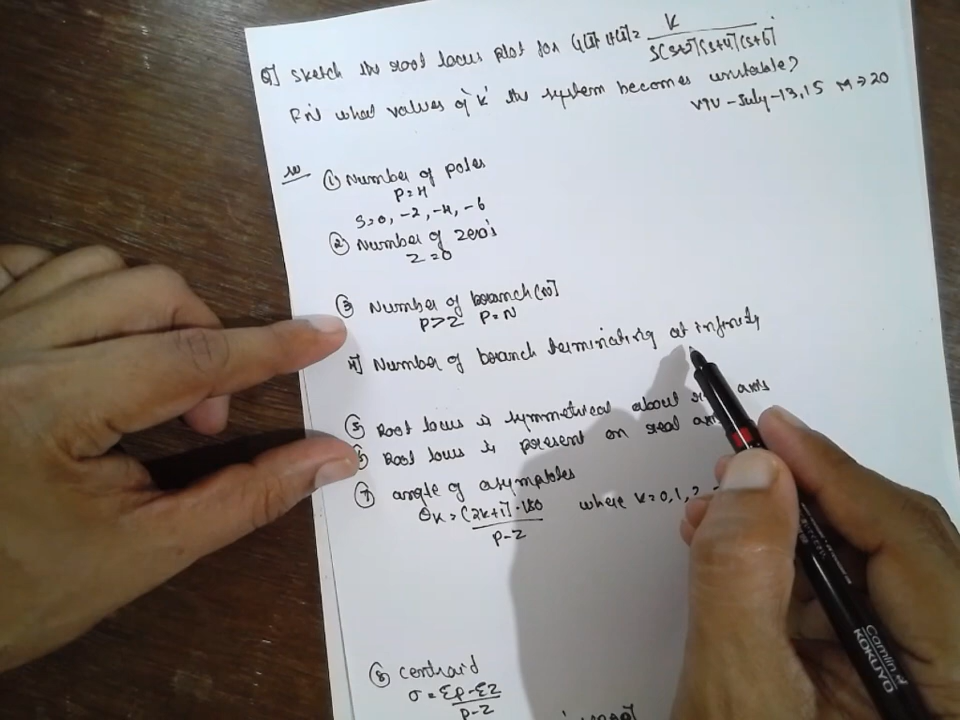 Q] Sketch the root locus plot for G(s) H(s) = K / S(S+2)(S+4)(S+6)
Fn' what values of 'K' the system becomes unstable?
VTU - July - 13, 15 M → 20
① Number of poles
P = 4
S = 0, -2, -4, -6
② Number of zero's
Z = 0
③ Number of branch (N)
P > Z P = N
4] Number of branch terminating at infinity
⑤ Root locus is symmetrical about axis
⑥ Root locus is present on real
⑦ angle of asymptotes
θk = (2k+1) · 180 / P - Z where K = 0, 1, 2
⑧ centroid
σ = ΣP - ΣZ / P - Z
Camlin
KOKUYO